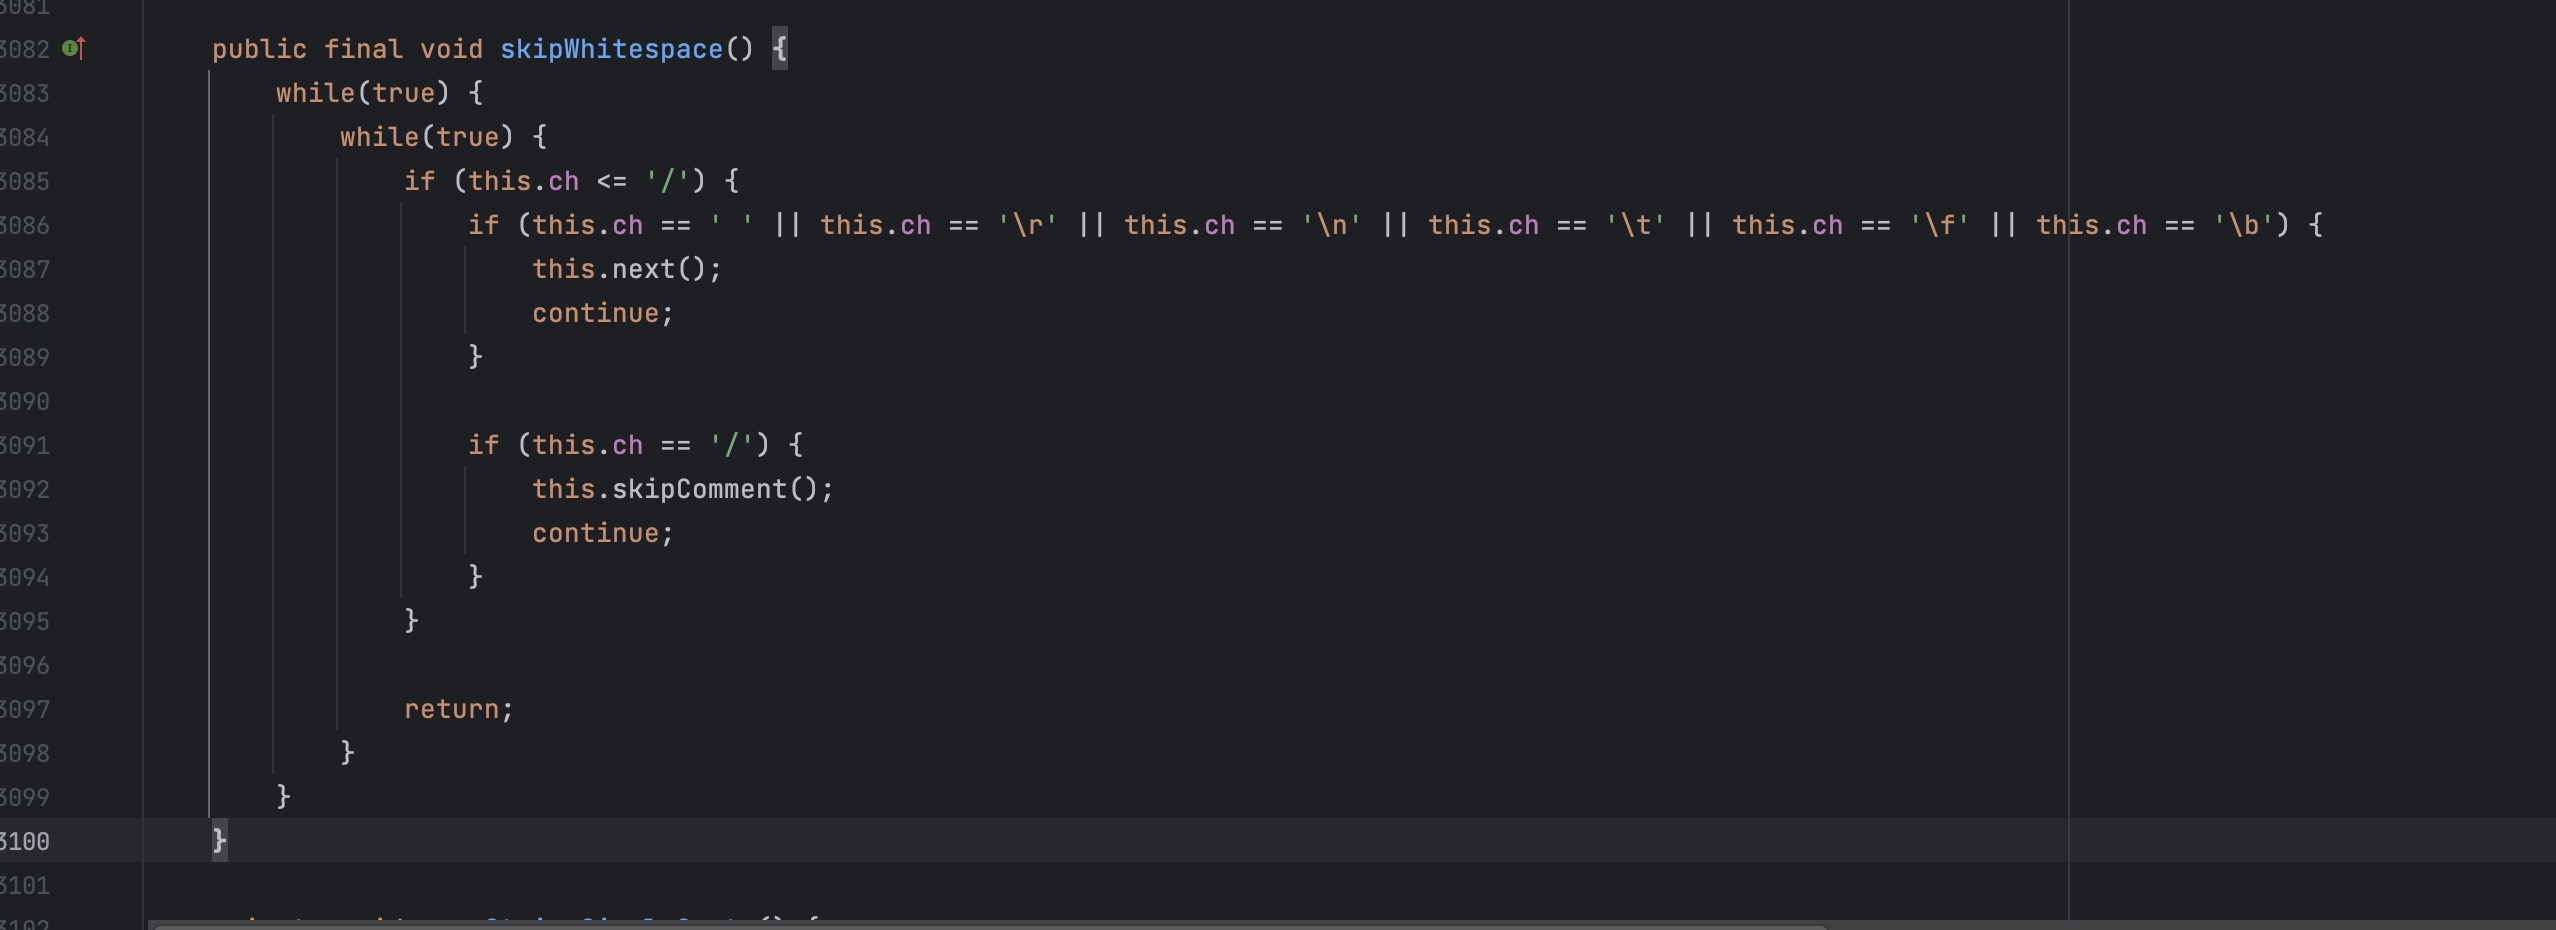 3081
3082 public final void skipWhitespace() {
3083 while(true) {
3084 while(true) {
3085 if (this.ch <= '/') {
3086 if (this.ch == ' ' || this.ch == '\r' || this.ch == '\n' || this.ch == '\t' || this.ch == '\f' || this.ch == '\b') {
3087 this.next();
3088 continue;
3089 }
3090
3091 if (this.ch == '/') {
3092 this.skipComment();
3093 continue;
3094 }
3095 }
3096
3097 return;
3098 }
3099 }
3100 }
3101
3102